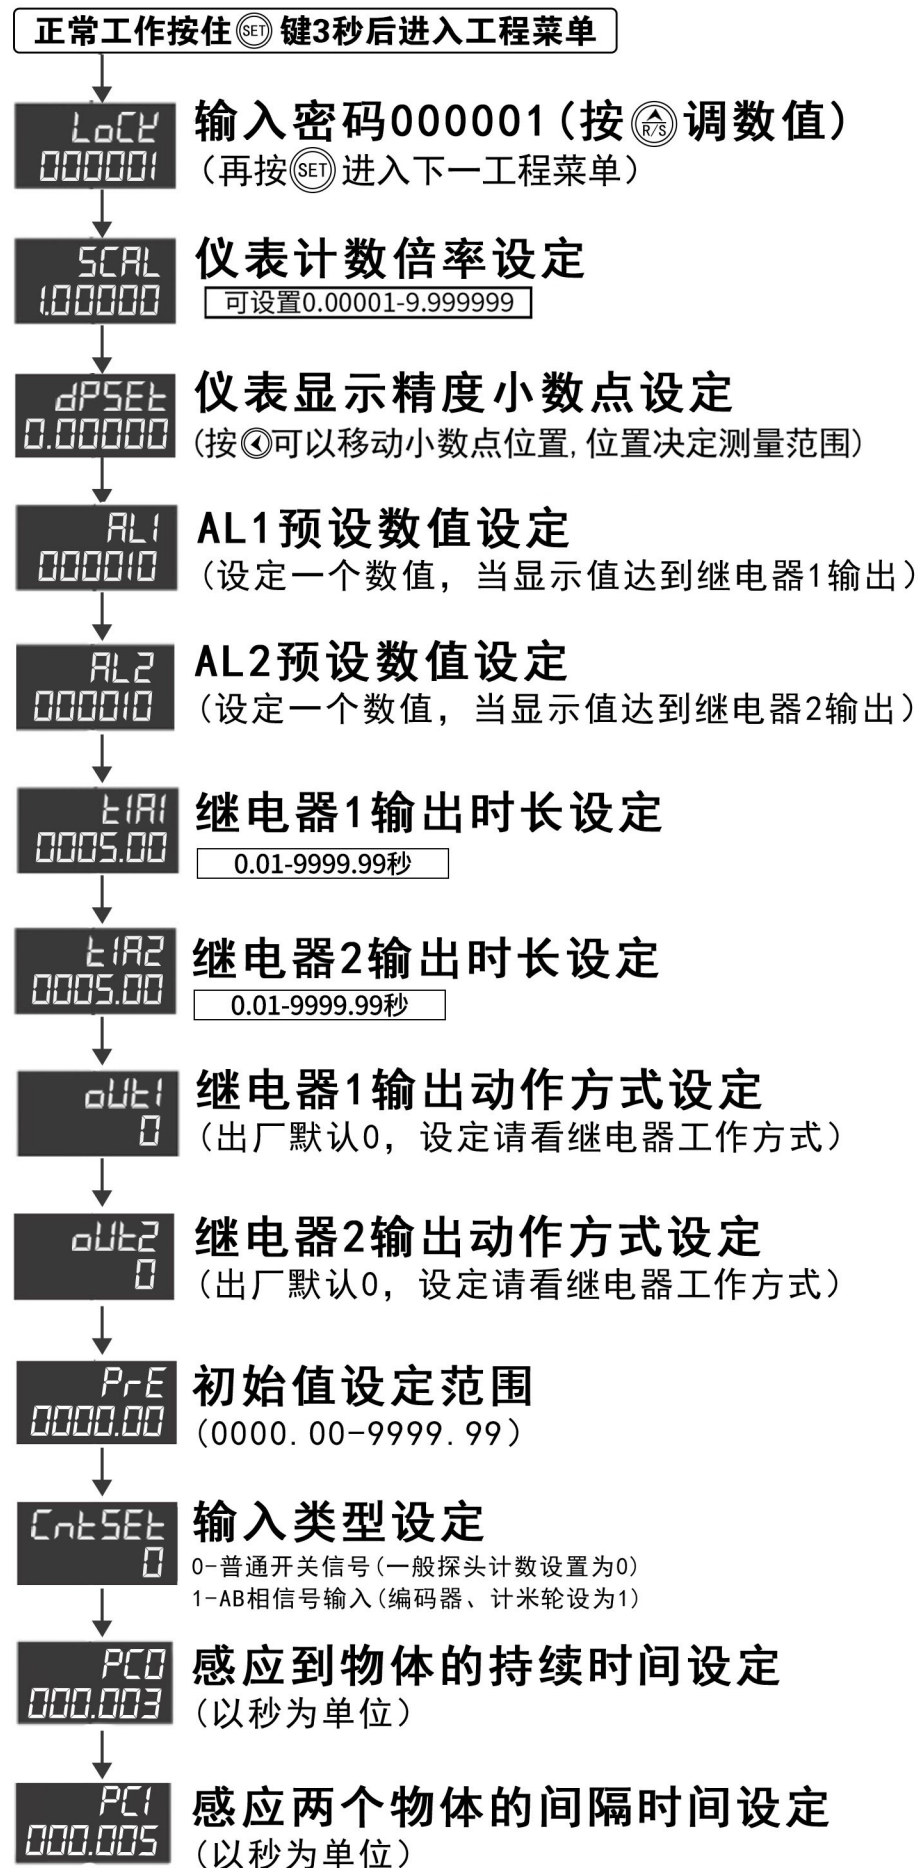 正常工作按住SET键3秒后进入工程菜单
LoCK
000001
输入密码000001(按R/S调数值)
(再按SET进入下一工程菜单)
SCAL
1.00000
仪表计数倍率设定
可设置0.00001-9.999999
dPSEt
0.00000
仪表显示精度小数点设定
(按可以移动小数点位置,位置决定测量范围)
AL1
000010
AL1预设数值设定
(设定一个数值，当显示值达到继电器1输出)
AL2
000010
AL2预设数值设定
(设定一个数值，当显示值达到继电器2输出)
t1A1
0005.00
继电器1输出时长设定
0.01-9999.99秒
t1A2
0005.00
继电器2输出时长设定
0.01-9999.99秒
oUt1
0
继电器1输出动作方式设定
(出厂默认0，设定请看继电器工作方式)
oUt2
0
继电器2输出动作方式设定
(出厂默认0，设定请看继电器工作方式)
PrE
0000.00
初始值设定范围
(0000.00-9999.99)
CntSEt
0
输入类型设定
0-普通开关信号(一般探头计数设置为0)
1-AB相信号输入(编码器、计米轮设为1)
PC0
000.003
感应到物体的持续时间设定
(以秒为单位)
PC1
000.005
感应两个物体的间隔时间设定
(以秒为单位)